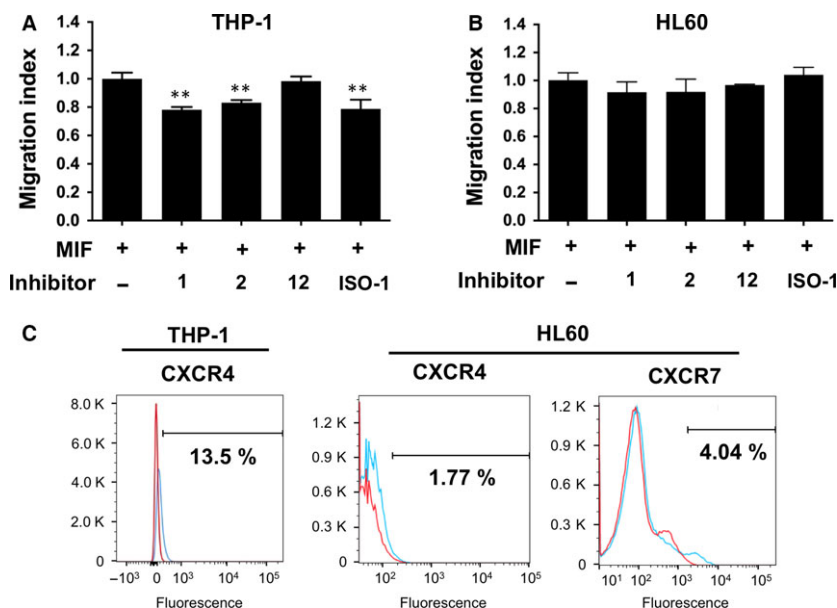 A THP-1
Migration index
1.4
1.2
1.0
0.8
0.6
0.4
0.2
0.0
** ** **
MIF + + + + +
Inhibitor – 1 2 12 ISO-1
B HL60
Migration index
1.4
1.2
1.0
0.8
0.6
0.4
0.2
0.0
MIF + + + + +
Inhibitor – 1 2 12 ISO-1
C THP-1 HL60
CXCR4 CXCR4 CXCR7
8.0 K
6.0 K
4.0 K
2.0 K
0
13.5 %
−10³ 0 10³ 10⁴ 10⁵
Fluorescence
1.2 K
0.9 K
0.6 K
0.3 K
0
1.77 %
10² 10³ 10⁴ 10⁵
Fluorescence
1.2 K
0.9 K
0.6 K
0.3 K
0
4.04 %
10¹ 10² 10³ 10⁴ 10⁵
Fluorescence